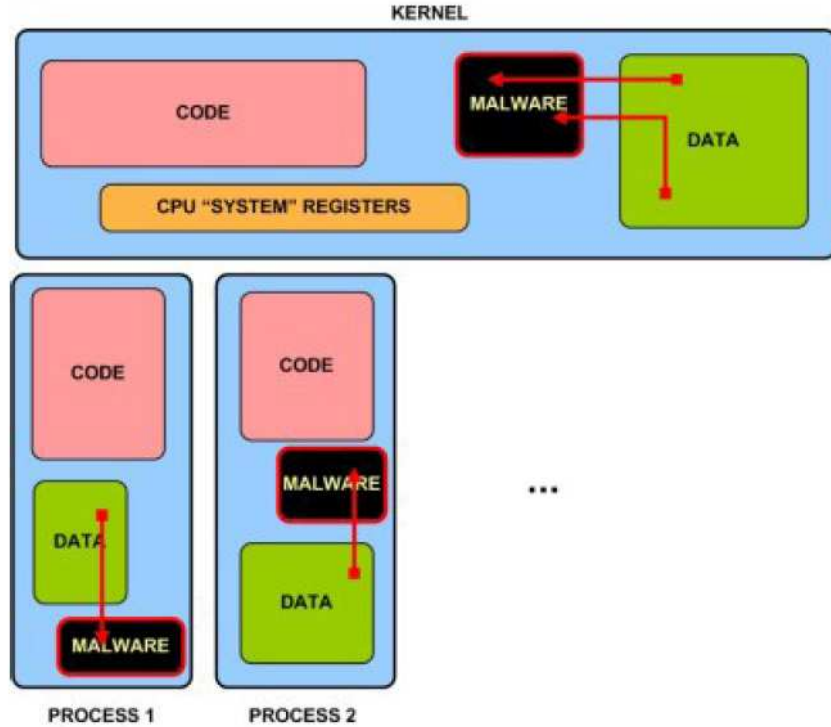 KERNEL
CODE
MALWARE
DATA
CPU “SYSTEM” REGISTERS
CODE
DATA
MALWARE
PROCESS 1
CODE
MALWARE
DATA
PROCESS 2
...